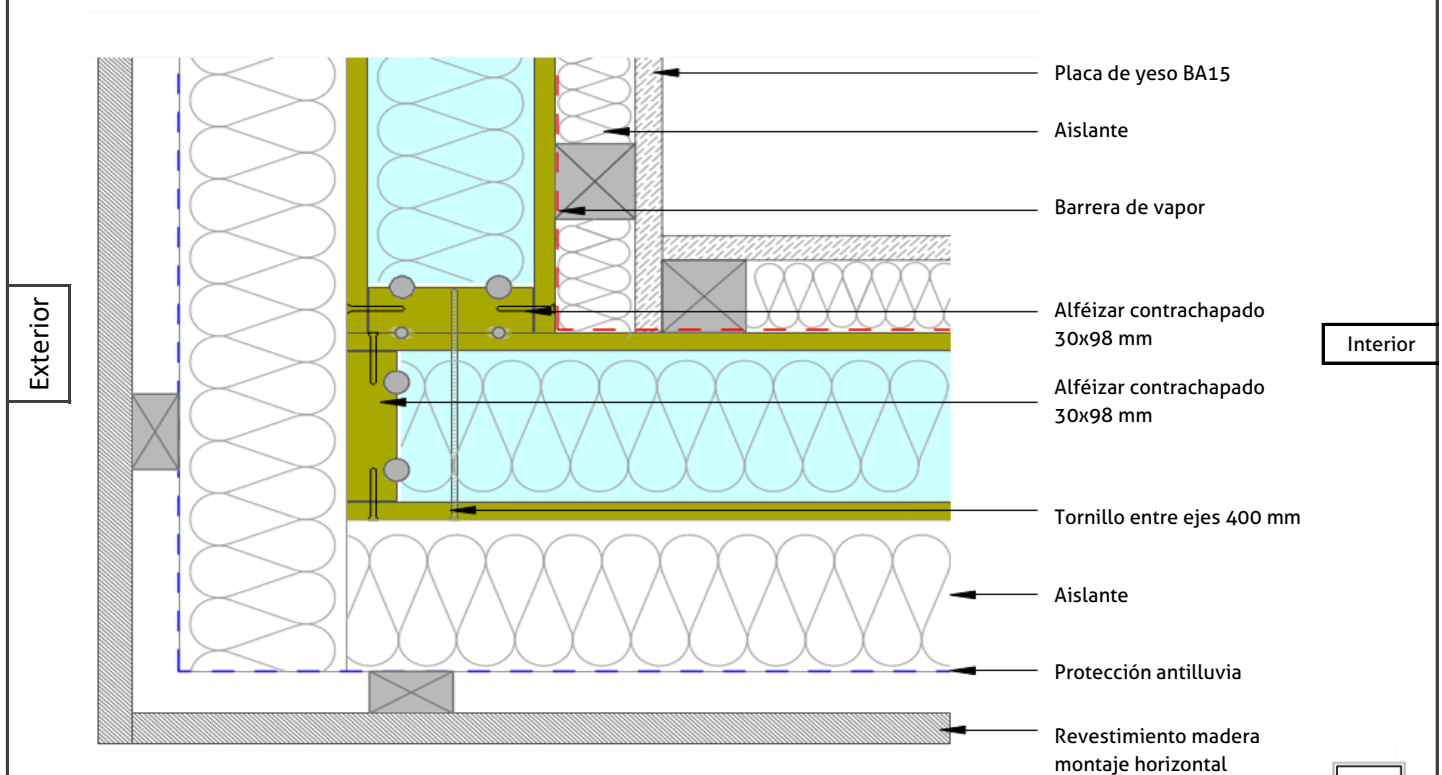 Placa de yeso BA15
Aislante
Barrera de vapor
Exterior
Alféizar contrachapado
30x98 mm
Interior
Alféizar contrachapado
30x98 mm
Tornillo entre ejes 400 mm
Aislante
Protección antilluvia
Revestimiento madera
montaje horizontal